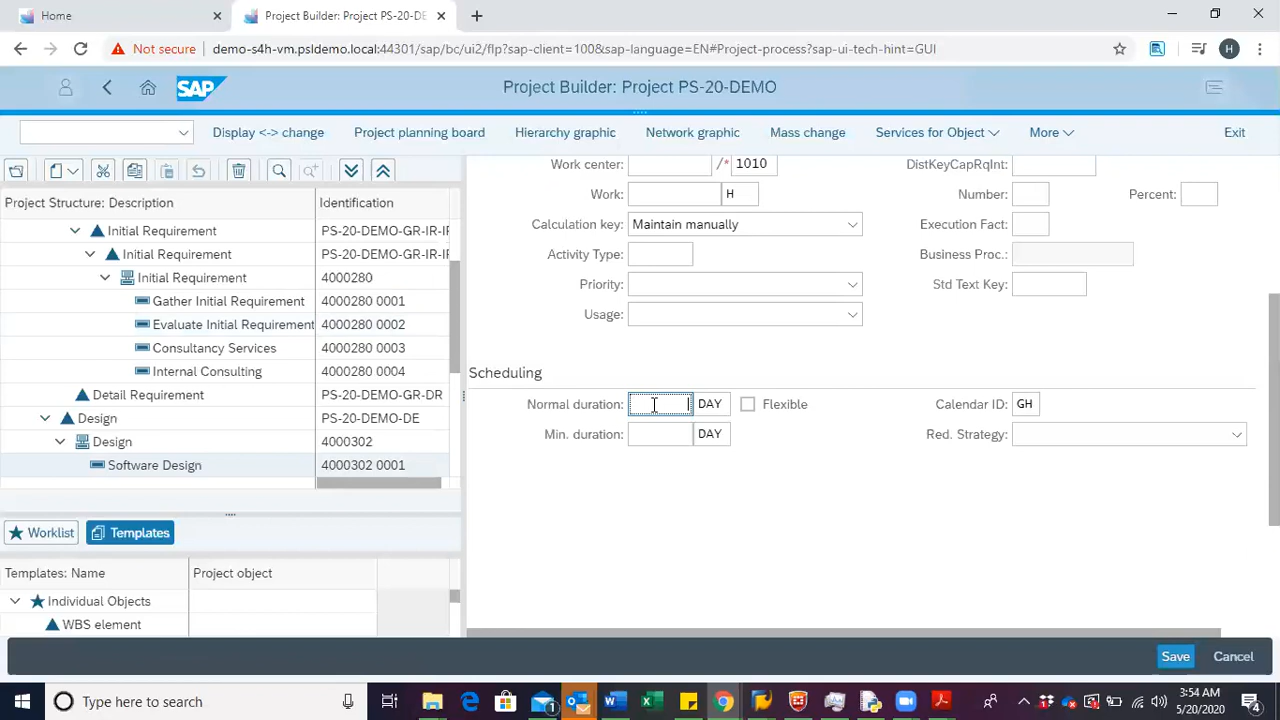 Home
Project Builder: Project PS-20-DE
Not secure
demo-s4h-vm.psldemo.local:44301/sap/bc/ui2/flp?sap-client=100&sap-language=EN#Project-process?sap-ui-tech-hint=GUI
H
SAP
Project Builder: Project PS-20-DEMO
Display <-> change
Project planning board
Hierarchy graphic
Network graphic
Mass change
Services for Object
More
Exit
Project Structure: Description
Identification
Initial Requirement
PS-20-DEMO-GR-IR-IF
Initial Requirement
PS-20-DEMO-GR-IR-IF
Initial Requirement
4000280
Gather Initial Requirement
4000280 0001
Evaluate Initial Requirement
4000280 0002
Consultancy Services
4000280 0003
Internal Consulting
4000280 0004
Detail Requirement
PS-20-DEMO-GR-DR
Design
PS-20-DEMO-DE
Design
4000302
Software Design
4000302 0001
Worklist
Templates
Templates: Name
Project object
Individual Objects
WBS element
Work center:
/* 1010
DistKeyCapRqInt:
Work:
H
Number:
Percent:
Calculation key:
Maintain manually
Execution Fact:
Activity Type:
Business Proc.:
Priority:
Std Text Key:
Usage:
Scheduling
Normal duration:
DAY
Flexible
Calendar ID:
GH
Min. duration:
DAY
Red. Strategy:
Save
Cancel
Type here to search
3:54 AM
5/20/2020
1
4